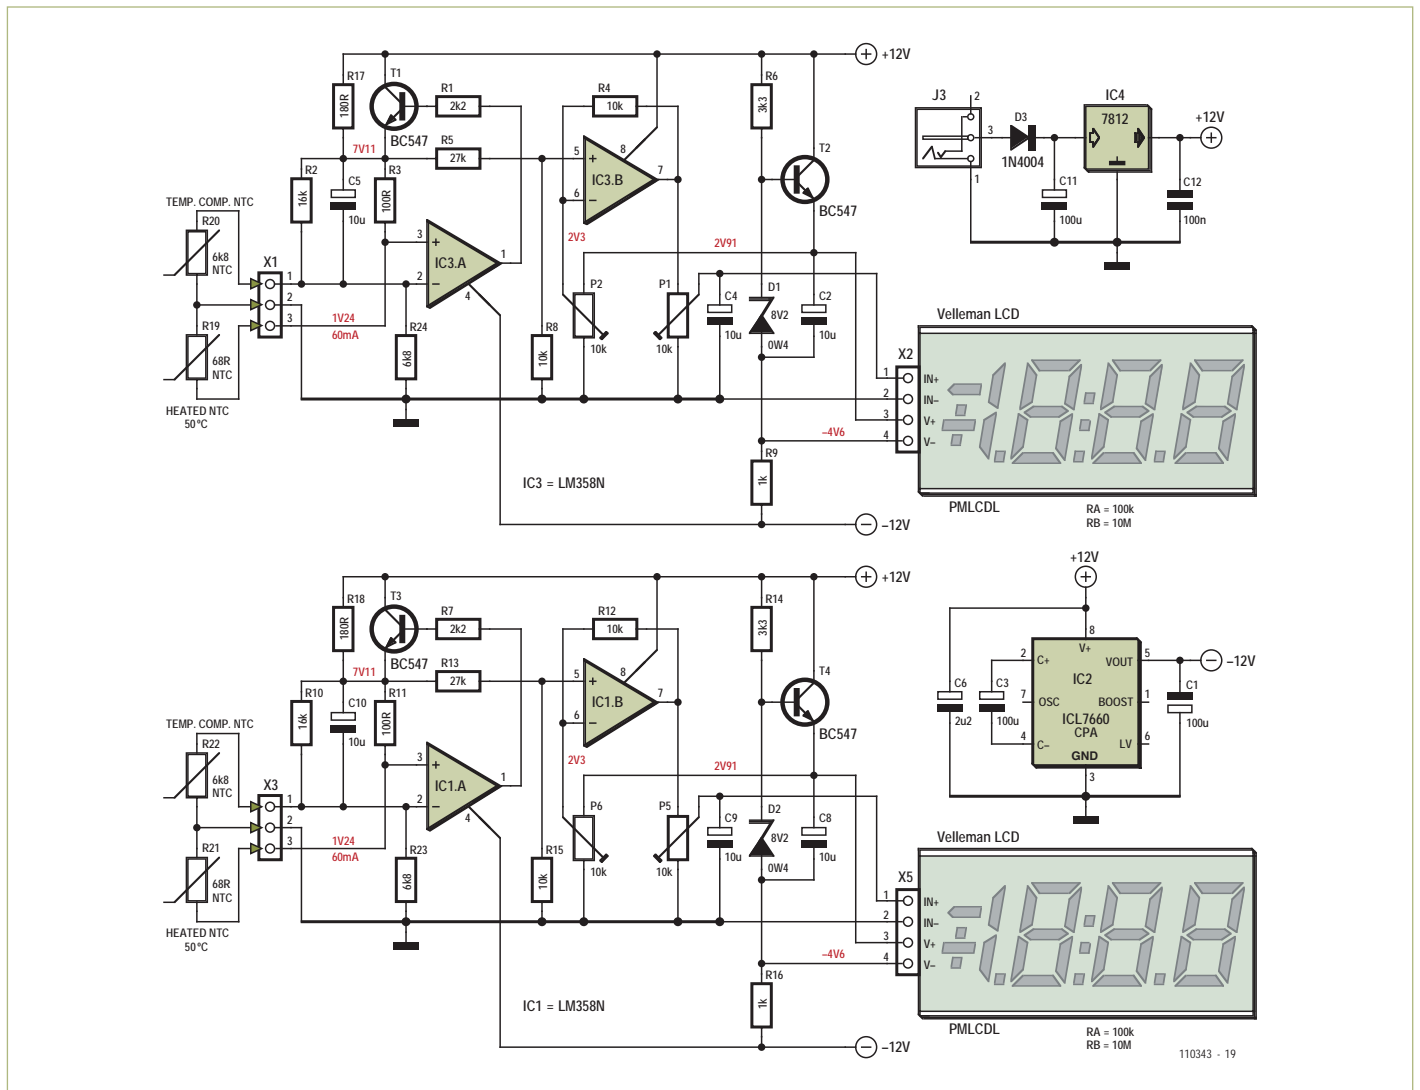 +12V
R17
180R
T1
BC547
R1
2k2
R4
10k
R6
3k3
T2
BC547
7V11
R5
27k
R2
16k
C5
10u
R3
100R
5
6
8
7
IC3.B
2V3
2V91
TEMP. COMP. NTC
R20
6k8
NTC
X1
1
2
3
R19
68R
NTC
HEATED NTC
50°C
1V24
60mA
3
2
1
4
IC3.A
R24
6k8
R8
10k
P2
10k
P1
10k
C4
10u
D1
8V2
0W4
C2
10u
-4V6
R9
1k
IC3 = LM358N
-12V
J3
2
3
1
D3
1N4004
IC4
7812
+12V
C11
100u
C12
100n
Velleman LCD
X2
1
2
3
4
IN+
IN-
V+
V-
PMLCDL
RA = 100k
RB = 10M
+12V
R18
180R
T3
BC547
R7
2k2
R12
10k
R14
3k3
T4
BC547
7V11
R13
27k
R10
16k
C10
10u
R11
100R
5
6
8
7
IC1.B
2V3
2V91
TEMP. COMP. NTC
R22
6k8
NTC
X3
1
2
3
R21
68R
NTC
HEATED NTC
50°C
1V24
60mA
3
2
1
4
IC1.A
R23
6k8
R15
10k
P6
10k
P5
10k
C9
10u
D2
8V2
0W4
C8
10u
-4V6
R16
1k
IC1 = LM358N
-12V
+12V
8
V+
2
C+
VOUT
5
-12V
IC2
7
OSC
BOOST
1
ICL7660
CPA
4
C-
LV
6
GND
3
C6
2u2
C3
100u
C1
100u
Velleman LCD
X5
1
2
3
4
IN+
IN-
V+
V-
PMLCDL
RA = 100k
RB = 10M
110343 - 19